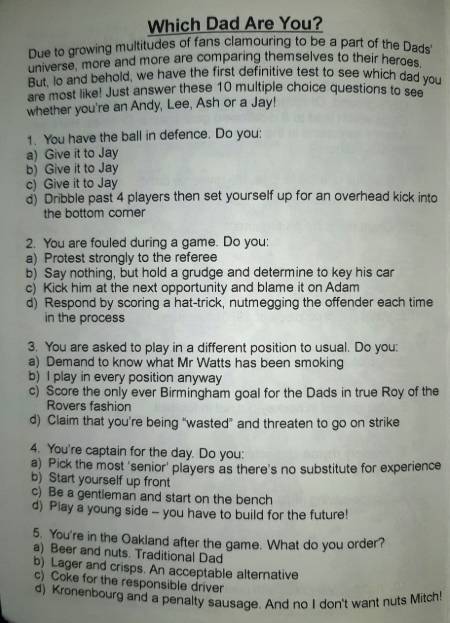 Which Dad Are You?
Due to growing multitudes of fans clamouring to be a part of the Dads'
universe, more and more are comparing themselves to their heroes.
But, lo and behold, we have the first definitive test to see which dad you
are most like! Just answer these 10 multiple choice questions to see
whether you're an Andy, Lee, Ash or a Jay!
1. You have the ball in defence. Do you:
a) Give it to Jay
b) Give it to Jay
c) Give it to Jay
d) Dribble past 4 players then set yourself up for an overhead kick into
the bottom corner
2. You are fouled during a game. Do you:
a) Protest strongly to the referee
b) Say nothing, but hold a grudge and determine to key his car
c) Kick him at the next opportunity and blame it on Adam
d) Respond by scoring a hat-trick, nutmegging the offender each time
in the process
3. You are asked to play in a different position to usual. Do you:
a) Demand to know what Mr Watts has been smoking
b) I play in every position anyway
c) Score the only ever Birmingham goal for the Dads in true Roy of the
Rovers fashion
d) Claim that you're being "wasted" and threaten to go on strike
4. You're captain for the day. Do you:
a) Pick the most 'senior' players as there's no substitute for experience
b) Start yourself up front
c) Be a gentleman and start on the bench
d) Play a young side – you have to build for the future!
5. You're in the Oakland after the game. What do you order?
a) Beer and nuts. Traditional Dad
b) Lager and crisps. An acceptable alternative
c) Coke for the responsible driver
d) Kronenbourg and a penalty sausage. And no I don't want nuts Mitch!